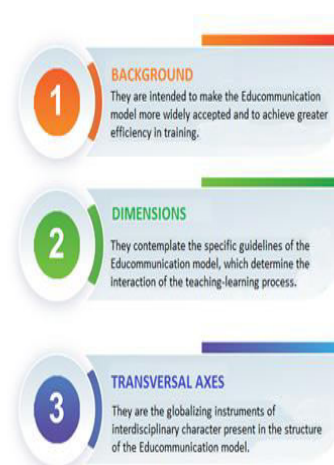 1
BACKGROUND
They are intended to make the Educommunication
model more widely accepted and to achieve greater
efficiency in training.
2
DIMENSIONS
They contemplate the specific guidelines of the
Educommunication model, which determine the
interaction of the teaching-learning process.
3
TRANSVERSAL AXES
They are the globalizing instruments of
interdisciplinary character present in the structure
of the Educommunication model.